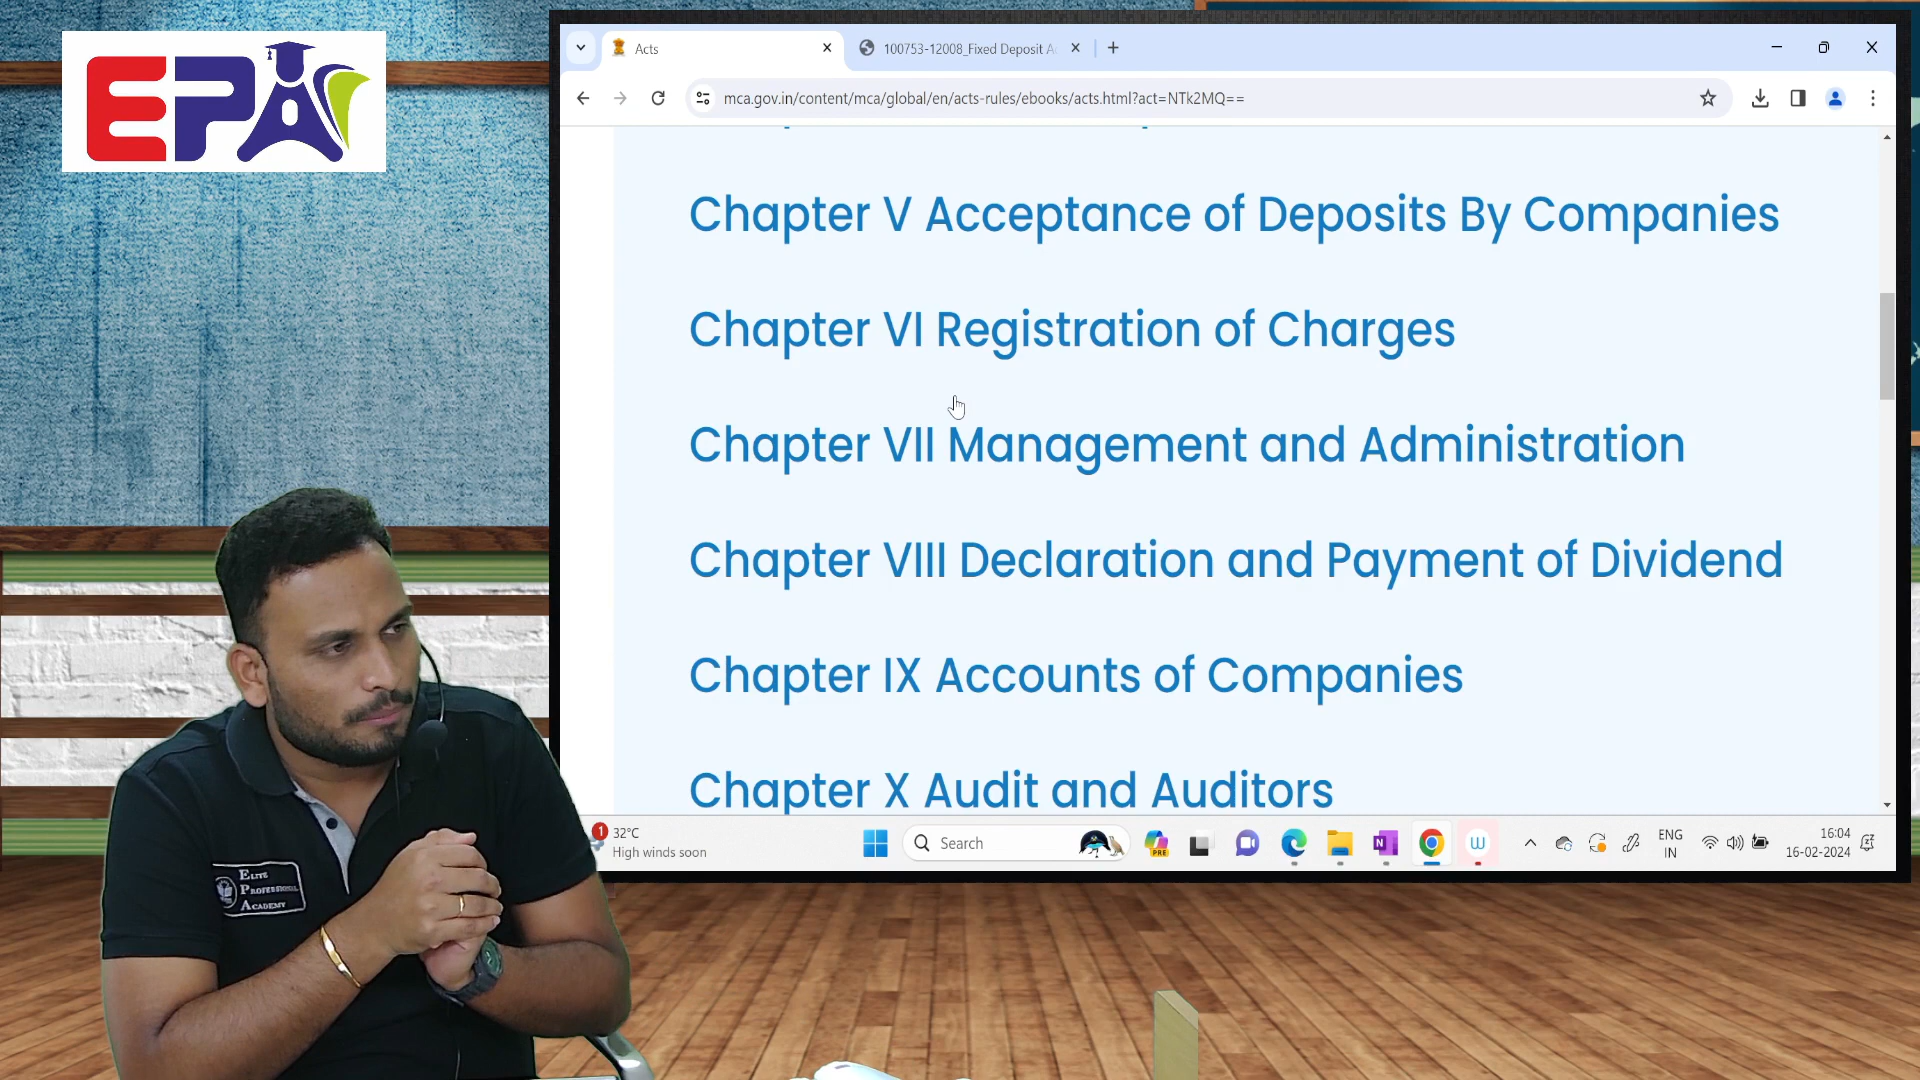 EPA
Acts
100753-12008_Fixed Deposit A
mca.gov.in/content/mca/global/en/acts-rules/ebooks/acts.html?act=NTk2MQ==
Chapter V Acceptance of Deposits By Companies
Chapter VI Registration of Charges
Chapter VII Management and Administration
Chapter VIII Declaration and Payment of Dividend
Chapter IX Accounts of Companies
Chapter X Audit and Auditors
1
32°C
High winds soon
Search
PRE
N
W
ENG
IN
16:04
16-02-2024
ELITE
PROFESSIONAL
ACADEMY